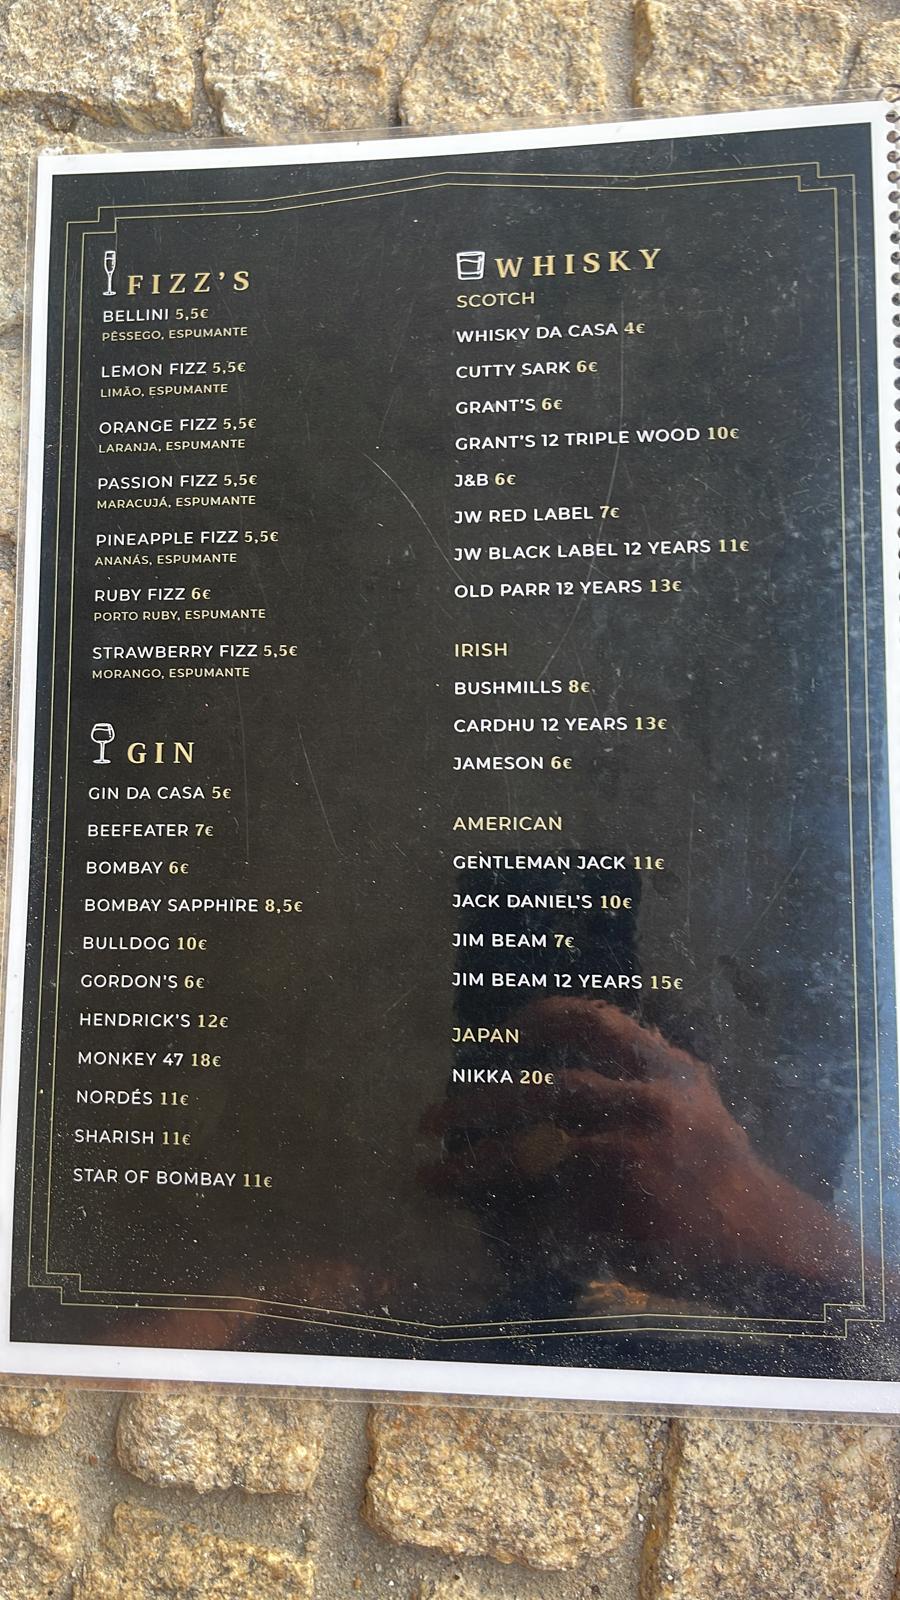 FIZZ'S
BELLINI 5,5€
PÊSSEGO, ESPUMANTE
LEMON FIZZ 5,5€
LIMÃO, ESPUMANTE
ORANGE FIZZ 5,5€
LARANJA, ESPUMANTE
PASSION FIZZ 5,5€
MARACUJÁ, ESPUMANTE
PINEAPPLE FIZZ 5,5€
ANANÁS, ESPUMANTE
RUBY FIZZ 6€
PORTO RUBY, ESPUMANTE
STRAWBERRY FIZZ 5,5€
MORANGO, ESPUMANTE
GIN
GIN DA CASA 5€
BEEFEATER 7€
BOMBAY 6€
BOMBAY SAPPHIRE 8,5€
BULLDOG 10€
GORDON'S 6€
HENDRICK'S 12€
MONKEY 47 18€
NORDÉS 11€
SHARISH 11€
STAR OF BOMBAY 11€
WHISKY
SCOTCH
WHISKY DA CASA 4€
CUTTY SARK 6€
GRANT'S 6€
GRANT'S 12 TRIPLE WOOD 10€
J&B 6€
JW RED LABEL 7€
JW BLACK LABEL 12 YEARS 11€
OLD PARR 12 YEARS 13€
IRISH
BUSHMILLS 8€
CARDHU 12 YEARS 13€
JAMESON 6€
AMERICAN
GENTLEMAN JACK 11€
JACK DANIEL'S 10€
JIM BEAM 7€
JIM BEAM 12 YEARS 15€
JAPAN
NIKKA 20€